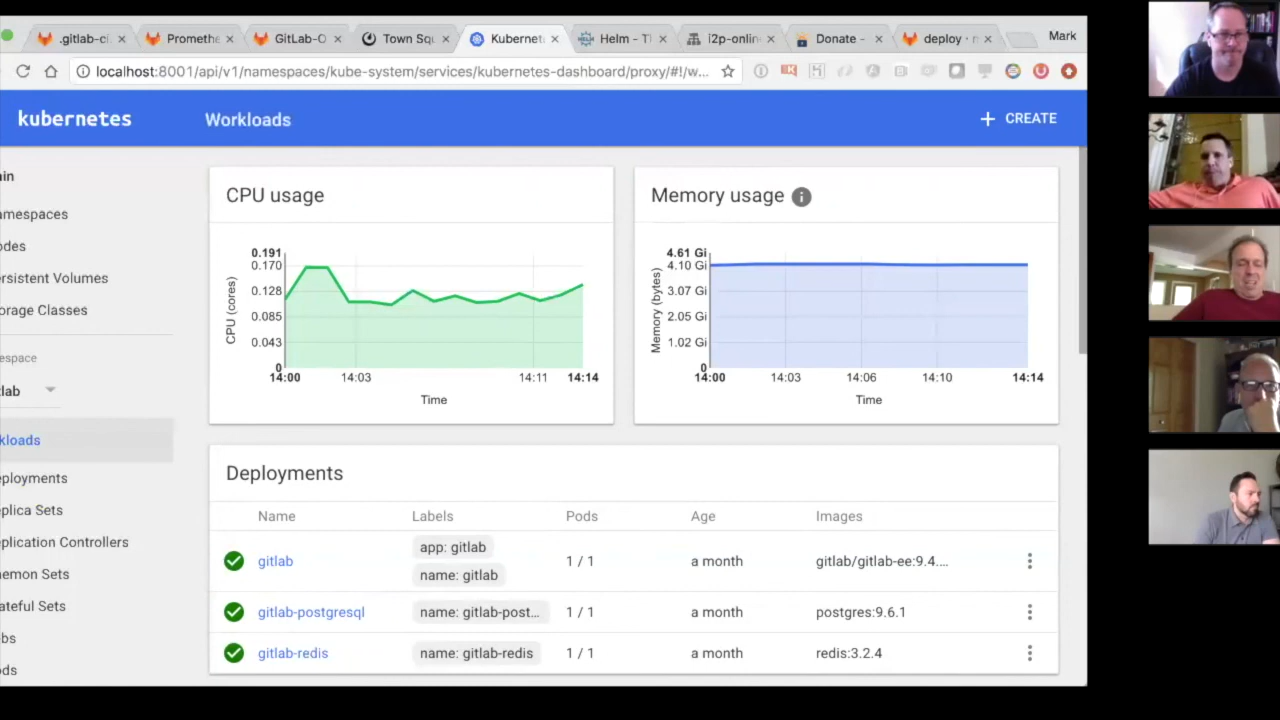 .gitlab-ci.
Promethe
GitLab-O
Town Squ
Kubernet
Helm - Th
i2p-online
Donate -
deploy · m
Mark
localhost:8001/api/v1/namespaces/kube-system/services/kubernetes-dashboard/proxy/#!/w...
kubernetes
Workloads
+ CREATE
in
amespaces
odes
ersistent Volumes
orage Classes
espace
tlab
kloads
eployments
plica Sets
plication Controllers
emon Sets
ateful Sets
bs
ods
CPU usage
0.191
0.170
0.128
0.085
0.043
0
CPU (cores)
14:00 14:03 14:11 14:14
Time
Memory usage
4.61 Gi
4.10 Gi
3.07 Gi
2.05 Gi
1.02 Gi
0
Memory (bytes)
14:00 14:03 14:06 14:10 14:14
Time
Deployments
Name Labels Pods Age Images
gitlab app: gitlab name: gitlab 1 / 1 a month gitlab/gitlab-ee:9.4....
gitlab-postgresql name: gitlab-post... 1 / 1 a month postgres:9.6.1
gitlab-redis name: gitlab-redis 1 / 1 a month redis:3.2.4